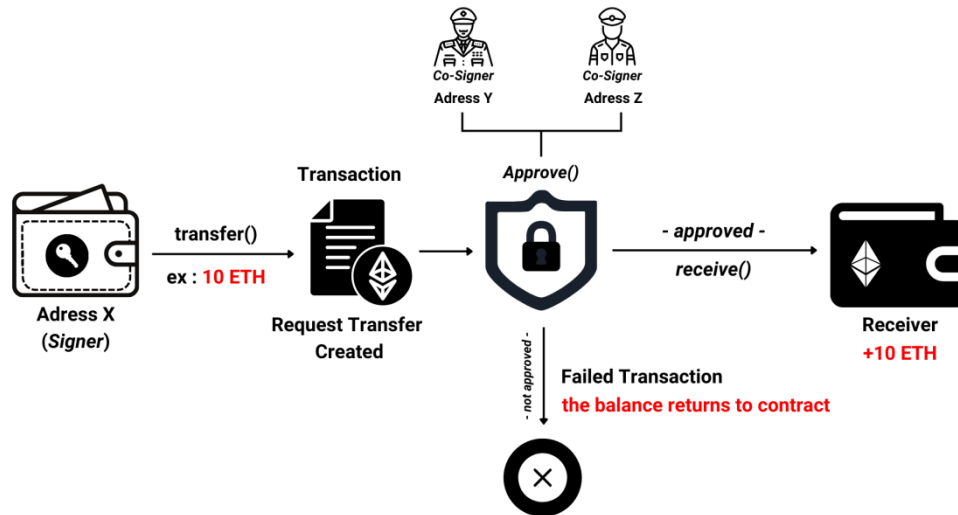 Co-Signer
Adress Y
Co-Signer
Adress Z
Approve()
Transaction
transfer()
ex : 10 ETH
Adress X
(Signer)
Request Transfer
Created
- approved -
receive()
Receiver
+10 ETH
- not approved -
Failed Transaction
the balance returns to contract